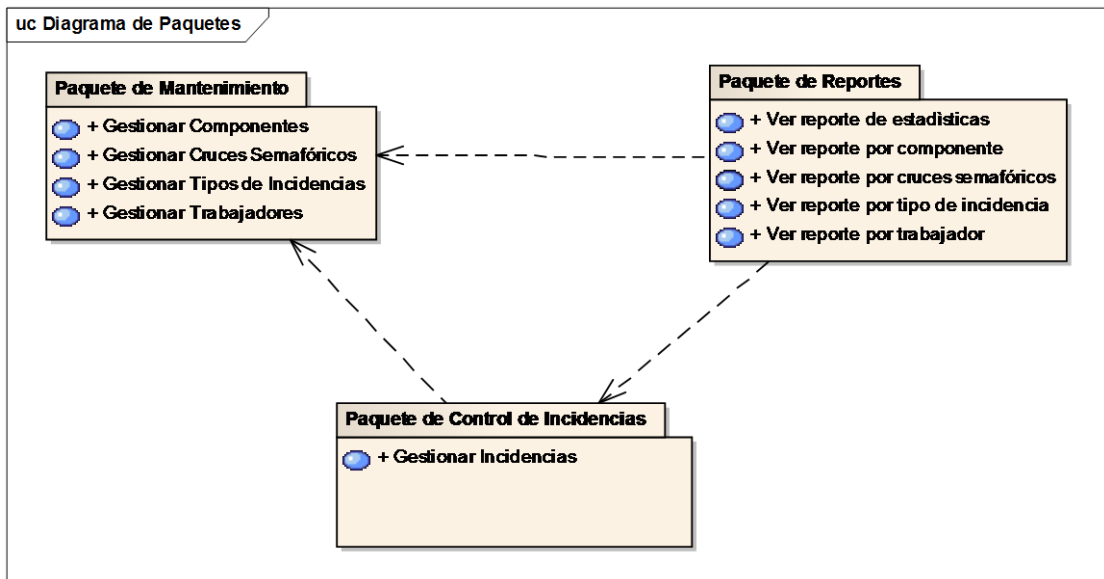 uc Diagrama de Paquetes
Paquete de Mantenimiento
+ Gestionar Componentes
+ Gestionar Cruces Semafóricos
+ Gestionar Tipos de Incidencias
+ Gestionar Trabajadores
Paquete de Reportes
+ Ver reporte de estadìsticas
+ Ver reporte por componente
+ Ver reporte por cruces semafóricos
+ Ver reporte por tipo de incidencia
+ Ver reporte por trabajador
Paquete de Control de Incidencias
+ Gestionar Incidencias